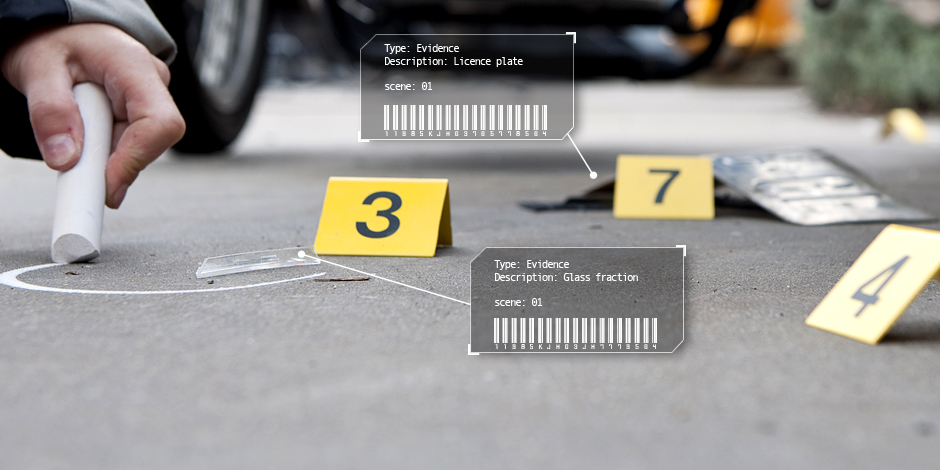 Type: Evidence
Description: Licence plate
scene: 01
7
3
Type: Evidence
Description: Glass fraction
scene: 01
4